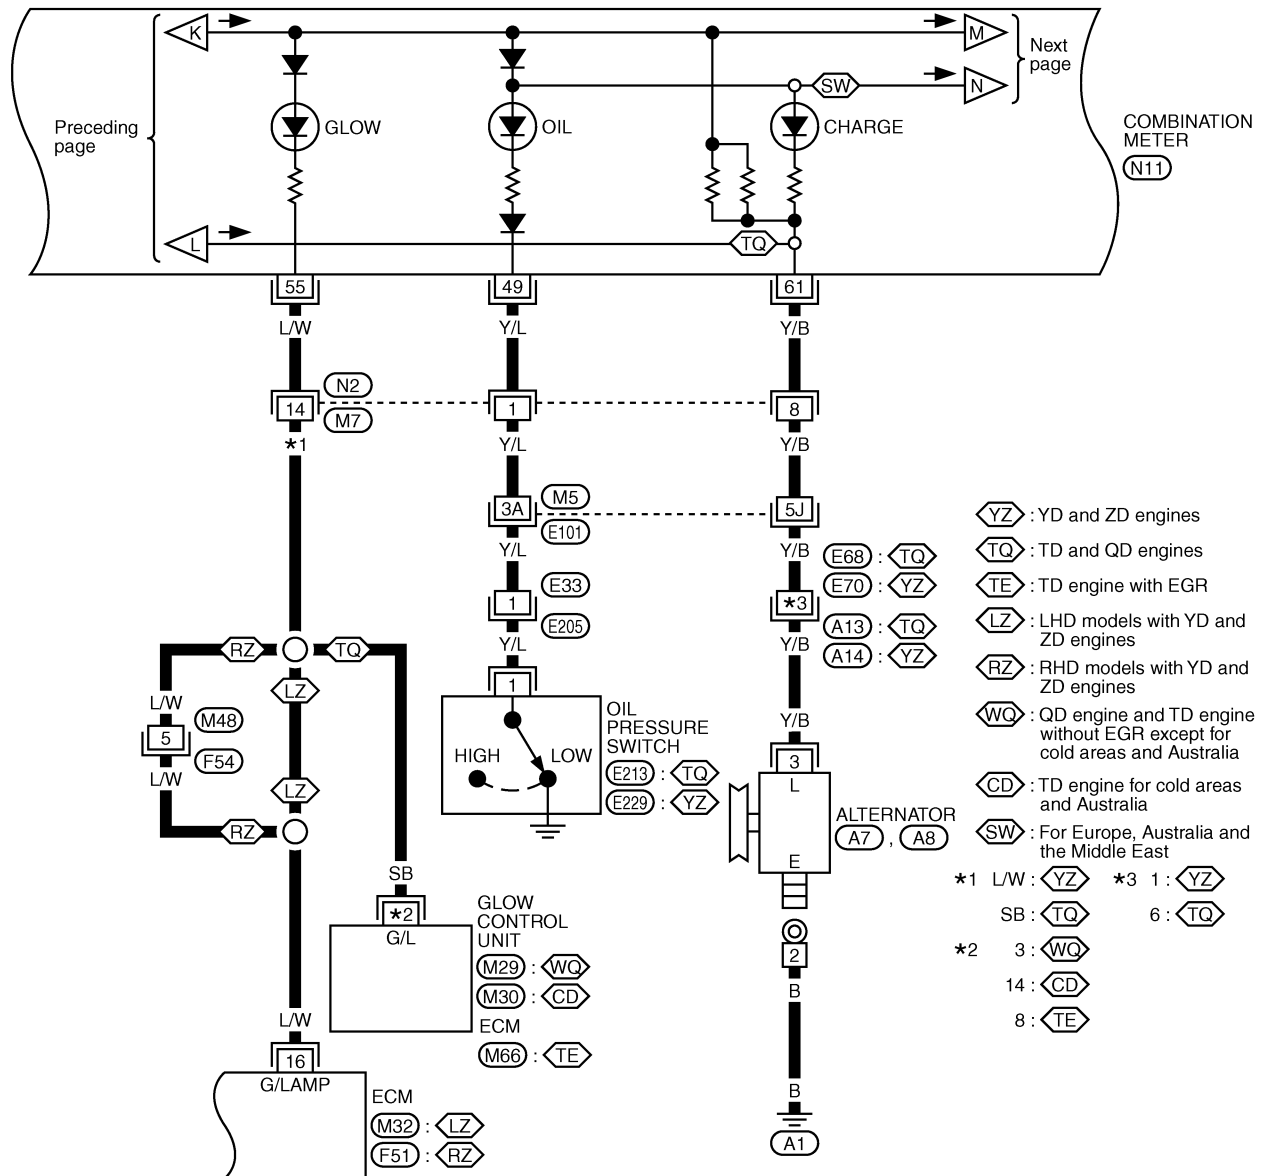 K
M
Next
page
SW
N
Preceding
page
GLOW
OIL
CHARGE
COMBINATION
METER
N11
L
TQ
55
49
61
L/W
Y/L
Y/B
N2
14
1
8
M7
*1
Y/L
Y/B
M5
3A
5J
E101
Y/L
Y/B
E68 : TQ
E70 : YZ
E33
1
*3
E205
A13 : TQ
A14 : YZ
Y/L
Y/B
YZ : YD and ZD engines
TQ : TD and QD engines
TE : TD engine with EGR
LZ : LHD models with YD and
ZD engines
RZ : RHD models with YD and
ZD engines
WQ : QD engine and TD engine
without EGR except for
cold areas and Australia
CD : TD engine for cold areas
and Australia
SW : For Europe, Australia and
the Middle East
*1 L/W : YZ
SB : TQ
*2 3 : WQ
14 : CD
8 : TE
*3 1 : YZ
6 : TQ
RZ
TQ
LZ
L/W
M48
5
F54
L/W
LZ
RZ
1
OIL
PRESSURE
SWITCH
HIGH
LOW
E213 : TQ
E229 : YZ
Y/B
3
L
ALTERNATOR
A7 , A8
E
2
B
B
A1
SB
*2
G/L
GLOW
CONTROL
UNIT
M29 : WQ
M30 : CD
ECM
M66 : TE
L/W
16
G/LAMP
ECM
M32 : LZ
F51 : RZ